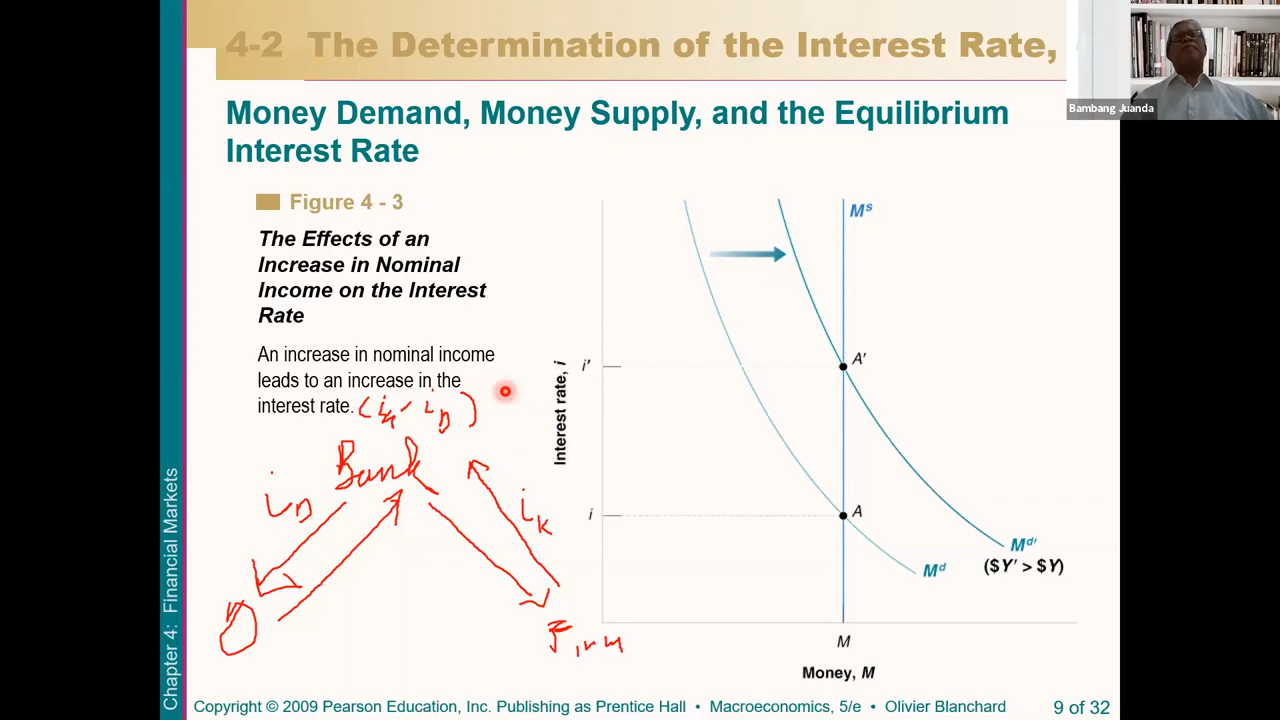 4-2 The Determination of the Interest Rate,
Bambang Juanda
Money Demand, Money Supply, and the Equilibrium
Interest Rate
Figure 4 - 3
The Effects of an
Increase in Nominal
Income on the Interest
Rate
An increase in nominal income
leads to an increase in the
interest rate. (iK - iD)
Bank
iD
iK
Firm
Mˢ
Interest rate, i
i'
A'
i
A
Mᵈ'
($Y' > $Y)
Mᵈ
M
Money, M
Chapter 4: Financial Markets
Copyright © 2009 Pearson Education, Inc. Publishing as Prentice Hall • Macroeconomics, 5/e • Olivier Blanchard
9 of 32